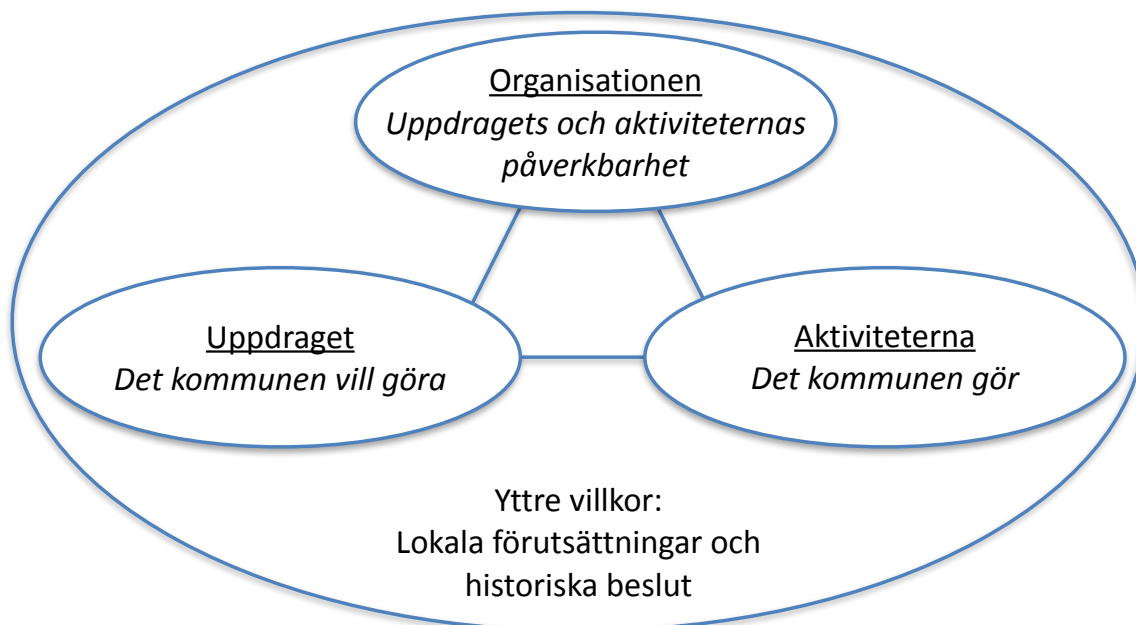 Organisationen
Uppdragets och aktiviteternas
påverkbarhet
Uppdraget
Det kommunen vill göra
Aktiviteterna
Det kommunen gör
Yttre villkor:
Lokala förutsättningar och
historiska beslut